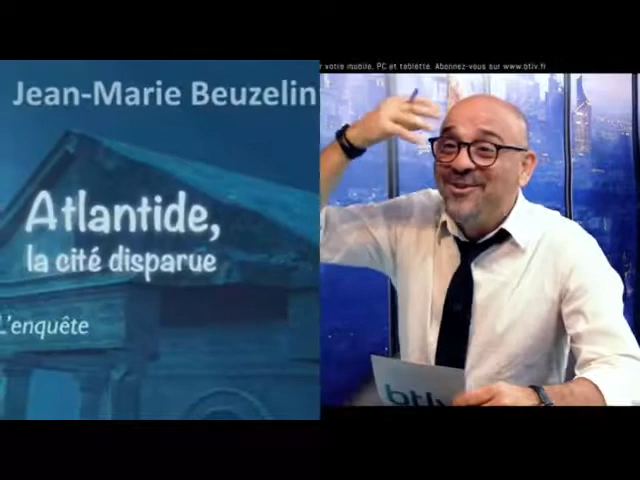 r votre mobile, PC et tablette. Abonnez-vous sur www.btlv.fr
Jean-Marie Beuzelin
Atlantide,
la cité disparue
L'enquête
btlv